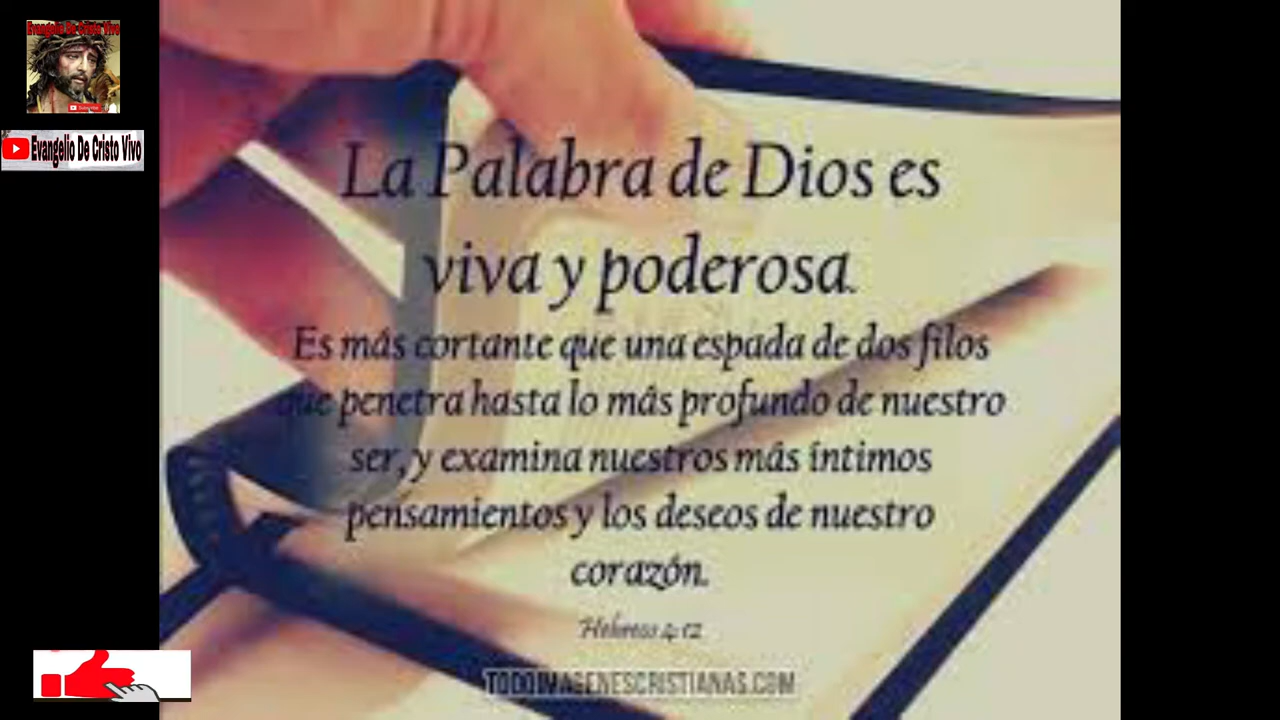 Evangelio De Cristo Vivo
Evangelio De Cristo Vivo
La Palabra de Dios es
viva y poderosa.
Es más cortante que una espada de dos filos
que penetra hasta lo más profundo de nuestro
ser, y examina nuestros más íntimos
pensamientos y los deseos de nuestro
corazón.
Hebreos 4:12
TODOIMAGENESCRISTIANAS.COM